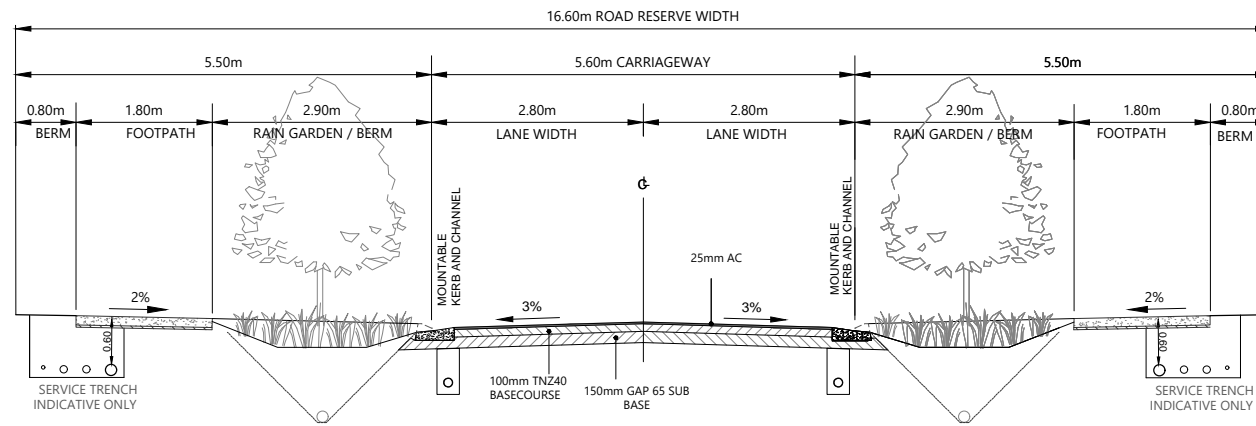 16.60m ROAD RESERVE WIDTH
5.50m
5.60m CARRIAGEWAY
5.50m
0.80m
1.80m
2.90m
2.80m
2.80m
2.90m
1.80m
0.80m
BERM
FOOTPATH
RAIN GARDEN / BERM
LANE WIDTH
LANE WIDTH
RAIN GARDEN / BERM
FOOTPATH
BERM
MOUNTABLE
KERB AND CHANNEL
MOUNTABLE
KERB AND CHANNEL
25mm AC
2%
3%
3%
2%
0.60
0.60
100mm TNZ40
BASECOURSE
150mm GAP 65 SUB
BASE
SERVICE TRENCH
INDICATIVE ONLY
SERVICE TRENCH
INDICATIVE ONLY